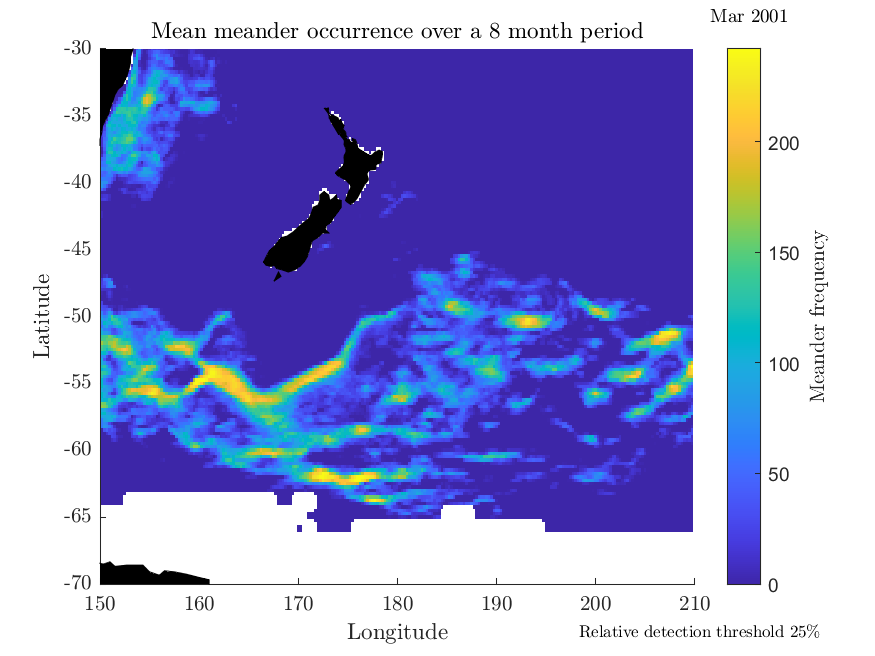 Mar 2001
Mean meander occurrence over a 8 month period
-30
-35
-40
-45
-50
-55
-60
-65
-70
Latitude
150 160 170 180 190 200 210
Longitude
200
150
100
50
0
Meander frequency
Relative detection threshold 25%